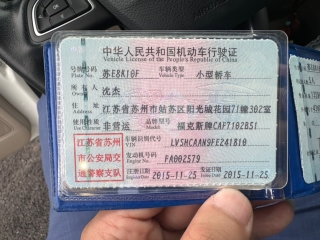 中华人民共和国机动车行驶证
Vehicle License of the People's Republic of China
号牌号码 苏E8K10F 车辆类型 小型轿车
Plate No. Vehicle Type
所有人 沈杰
Owner
住址 江苏省苏州市姑苏区阳光城花园71幢302室
使用性质 非营运 品牌型号 福克斯牌CAF7102B51
Use Character Model
江苏省苏州
市公安局交
通警察支队
车辆识别代号 LVSHCAAN9FE241810
VIN
发动机号码 FA002579
Engine No.
注册日期 2015-11-25 发证日期 2015-11-25
Register Date Issue Date